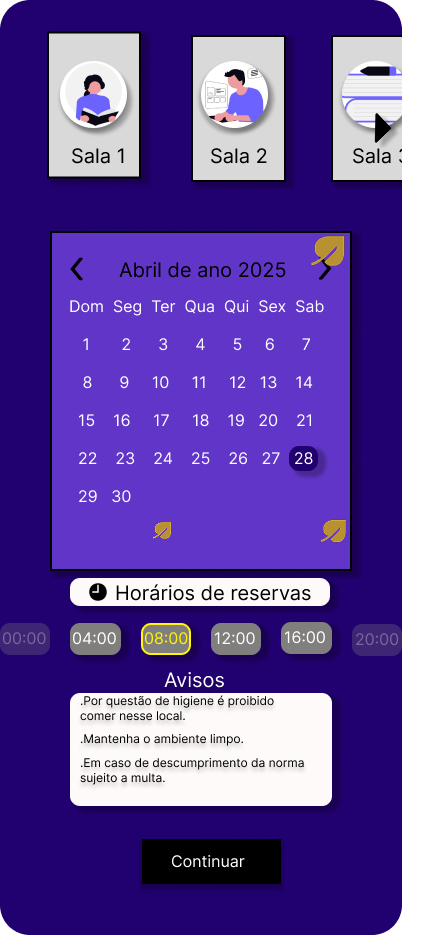 Sala 1
Sala 2
Sala 3
Abril de ano 2025
Dom Seg Ter Qua Qui Sex Sab
1 2 3 4 5 6 7
8 9 10 11 12 13 14
15 16 17 18 19 20 21
22 23 24 25 26 27 28
29 30
Horários de reservas
00:00 04:00 08:00 12:00 16:00 20:00
Avisos
.Por questão de higiene é proibido
comer nesse local.
.Mantenha o ambiente limpo.
.Em caso de descumprimento da norma
sujeito a multa.
Continuar